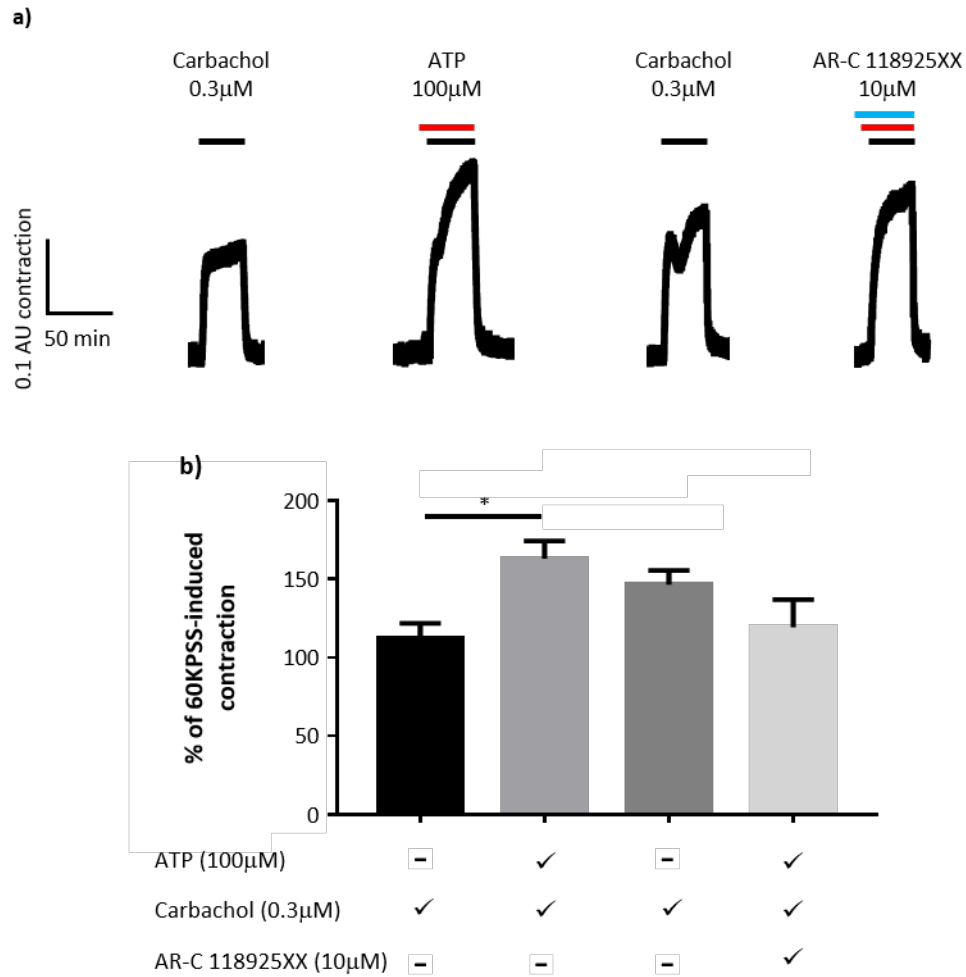 a)
Carbachol
0.3µM
ATP
100µM
Carbachol
0.3µM
AR-C 118925XX
10µM
0.1 AU contraction
50 min
b)
% of 60KPSS-induced
contraction
*
200
150
100
50
0
ATP (100µM) - ✓ - ✓
Carbachol (0.3µM) ✓ ✓ ✓ ✓
AR-C 118925XX (10µM) - - - ✓